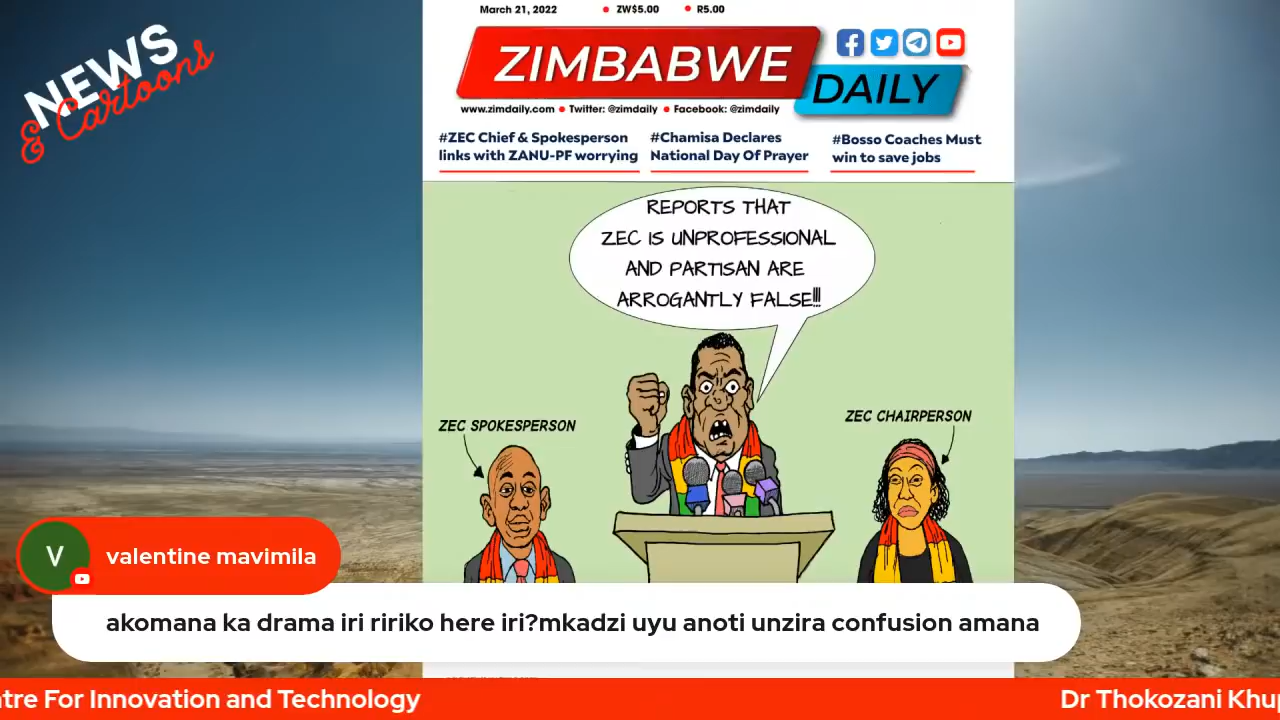 NEWS
& Cartoons
March 21, 2022 • ZW$5.00 • R5.00
ZIMBABWE
DAILY
www.zimdaily.com • Twitter: @zimdaily • Facebook: @zimdaily
#ZEC Chief & Spokesperson
links with ZANU-PF worrying
#Chamisa Declares
National Day Of Prayer
#Bosso Coaches Must
win to save jobs
REPORTS THAT
ZEC IS UNPROFESSIONAL
AND PARTISAN ARE
ARROGANTLY FALSE!!!
ZEC SPOKESPERSON
ZEC CHAIRPERSON
V
valentine mavimila
akomana ka drama iri ririko here iri?mkadzi uyu anoti unzira confusion amana
ntre For Innovation and Technology
Dr Thokozani Khup